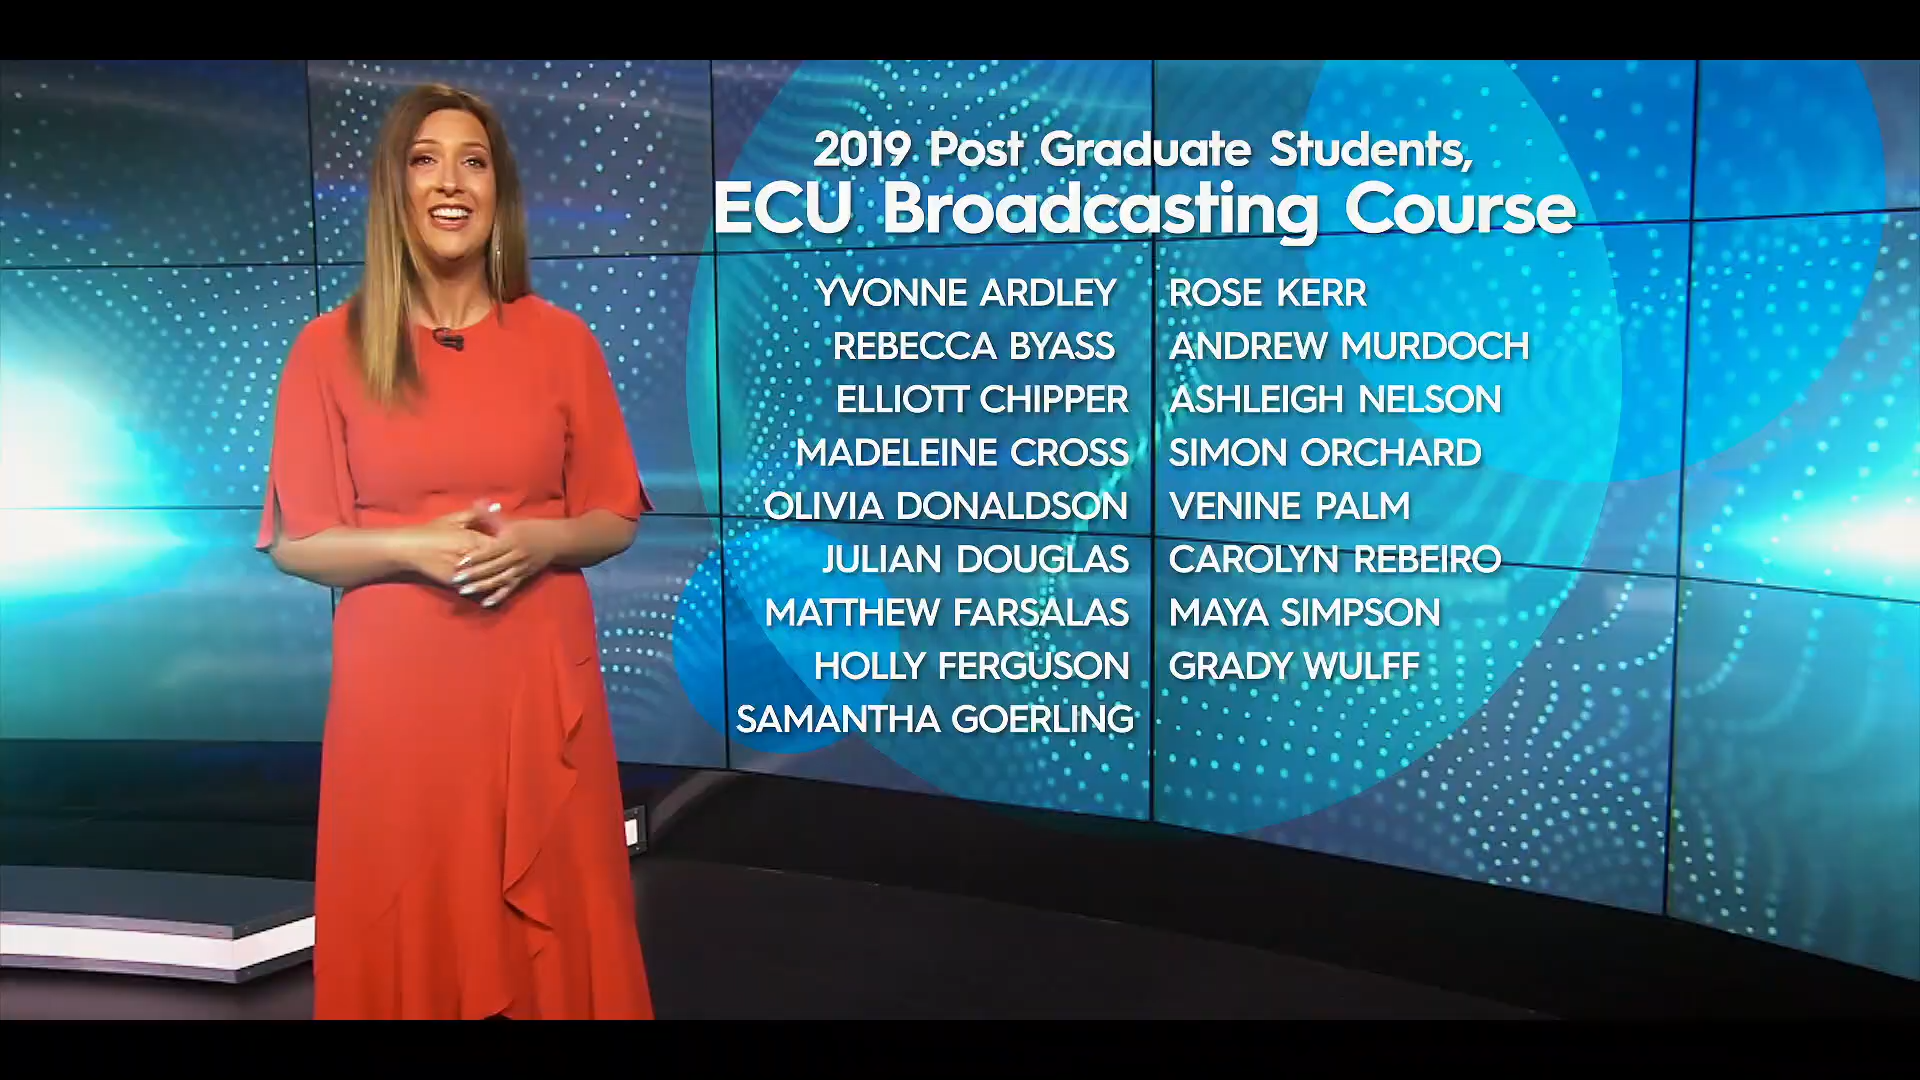 2019 Post Graduate Students,
ECU Broadcasting Course
YVONNE ARDLEY
REBECCA BYASS
ELLIOTT CHIPPER
MADELEINE CROSS
OLIVIA DONALDSON
JULIAN DOUGLAS
MATTHEW FARSALAS
HOLLY FERGUSON
SAMANTHA GOERLING
ROSE KERR
ANDREW MURDOCH
ASHLEIGH NELSON
SIMON ORCHARD
VENINE PALM
CAROLYN REBEIRO
MAYA SIMPSON
GRADY WULFF